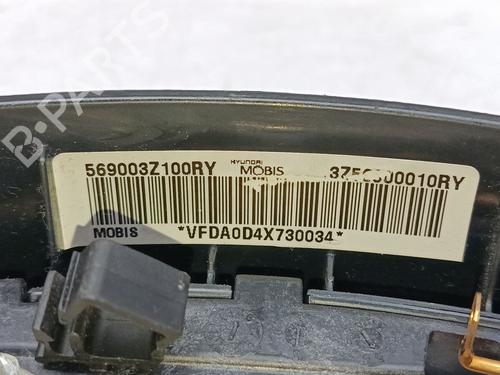 569003Z100RY HYUNDAI MOBIS
MOBIS *VFDA0D4X730034*
B-PARTS